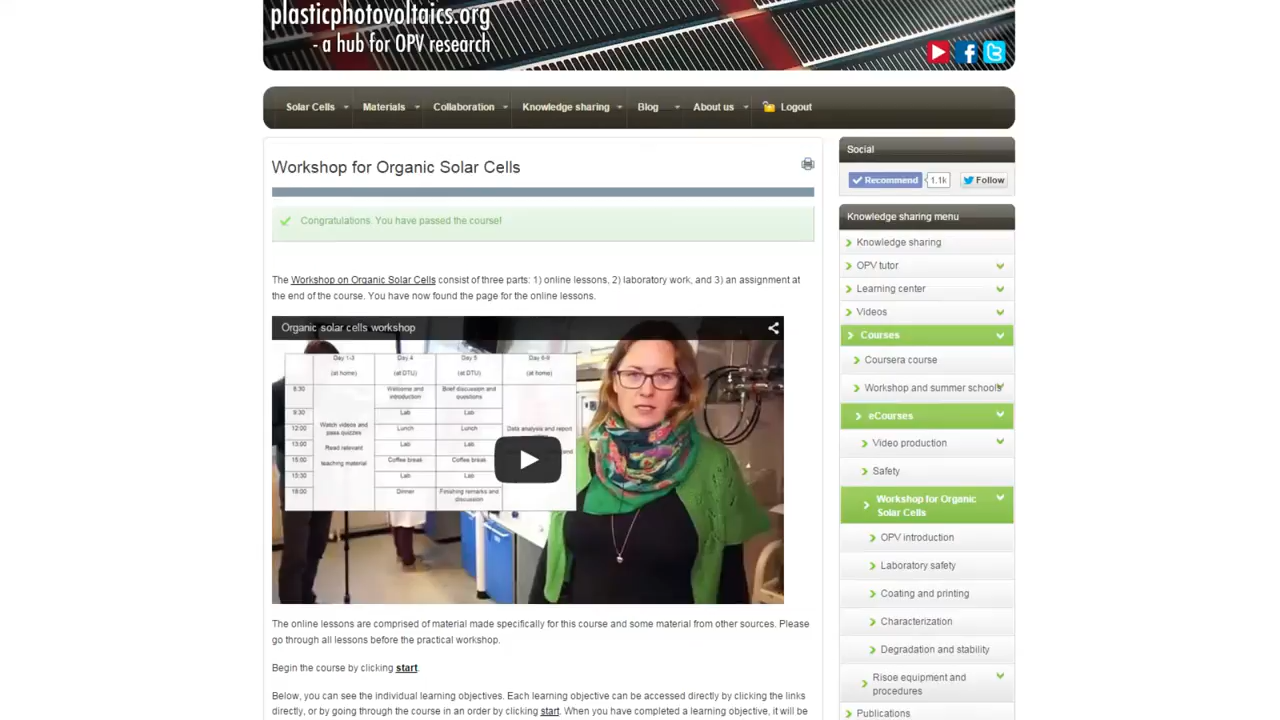 plasticphotovoltaics.org
- a hub for OPV research
Solar Cells
Materials
Collaboration
Knowledge sharing
Blog
About us
Logout
Workshop for Organic Solar Cells
Congratulations. You have passed the course!
The Workshop on Organic Solar Cells consist of three parts: 1) online lessons, 2) laboratory work, and 3) an assignment at
the end of the course. You have now found the page for the online lessons.
Organic solar cells workshop
Day 1-3
Day 4
Day 5
Day 6-9
(at home)
(at DTU)
(at DTU)
(at home)
8:30
Welcome and
introduction
Brief discussion and
questions
9:30
Lab
Lab
Watch videos and
pass quizzes
12:00
Lunch
Lunch
Data analysis and report
13:00
Lab
Lab
Read relevant
teaching material
15:00
Coffee break
Coffee break
15:30
Lab
Lab
18:00
Dinner
Finishing remarks and
discussion
The online lessons are comprised of material made specifically for this course and some material from other sources. Please
go through all lessons before the practical workshop.
Begin the course by clicking start.
Below, you can see the individual learning objectives. Each learning objective can be accessed directly by clicking the links
directly, or by going through the course in an order by clicking start. When you have completed a learning objective, it will be
Social
Recommend
1.1k
Follow
Knowledge sharing menu
Knowledge sharing
OPV tutor
Learning center
Videos
Courses
Coursera course
Workshop and summer schools
eCourses
Video production
Safety
Workshop for Organic
Solar Cells
OPV introduction
Laboratory safety
Coating and printing
Characterization
Degradation and stability
Risoe equipment and
procedures
Publications